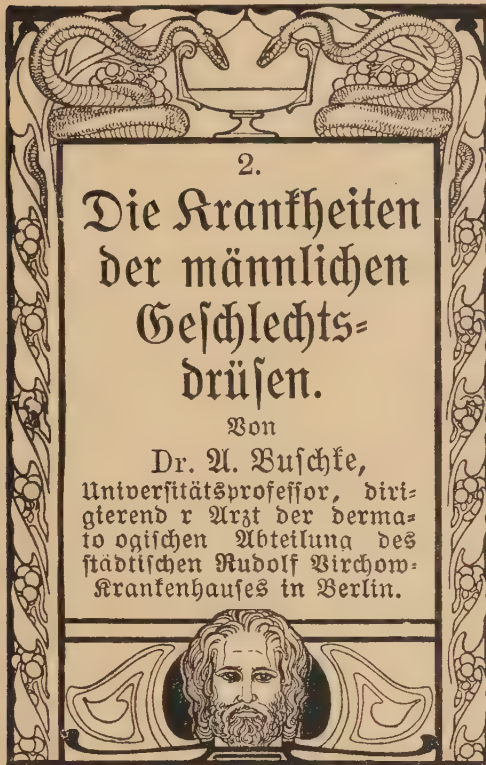 2.
Die Krankheiten
der männlichen
Geschlechts-
drüsen.
Von
Dr. A. Buschke,
Universitätsprofessor, diri-
gierend r Arzt der derma-
to ogischen Abteilung des
städtischen Rudolf Virchow-
Krankenhauses in Berlin.